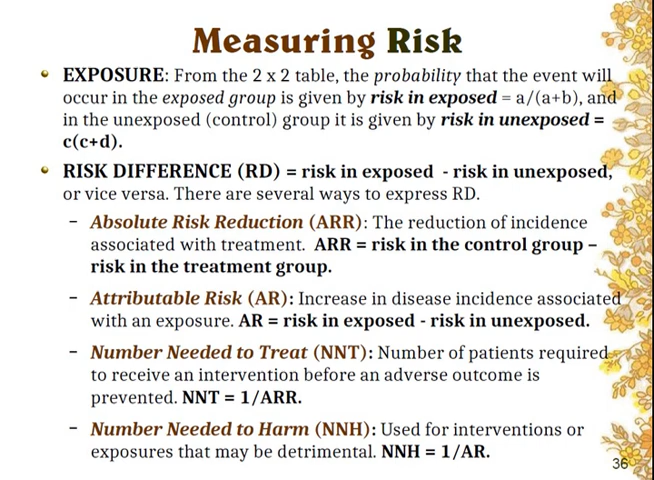 Measuring Risk
• EXPOSURE: From the 2 x 2 table, the probability that the event will
occur in the exposed group is given by risk in exposed = a/(a+b), and
in the unexposed (control) group it is given by risk in unexposed =
c(c+d).
• RISK DIFFERENCE (RD) = risk in exposed - risk in unexposed,
or vice versa. There are several ways to express RD.
– Absolute Risk Reduction (ARR): The reduction of incidence
associated with treatment. ARR = risk in the control group –
risk in the treatment group.
– Attributable Risk (AR): Increase in disease incidence associated
with an exposure. AR = risk in exposed - risk in unexposed.
– Number Needed to Treat (NNT): Number of patients required
to receive an intervention before an adverse outcome is
prevented. NNT = 1/ARR.
– Number Needed to Harm (NNH): Used for interventions or
exposures that may be detrimental. NNH = 1/AR.
36